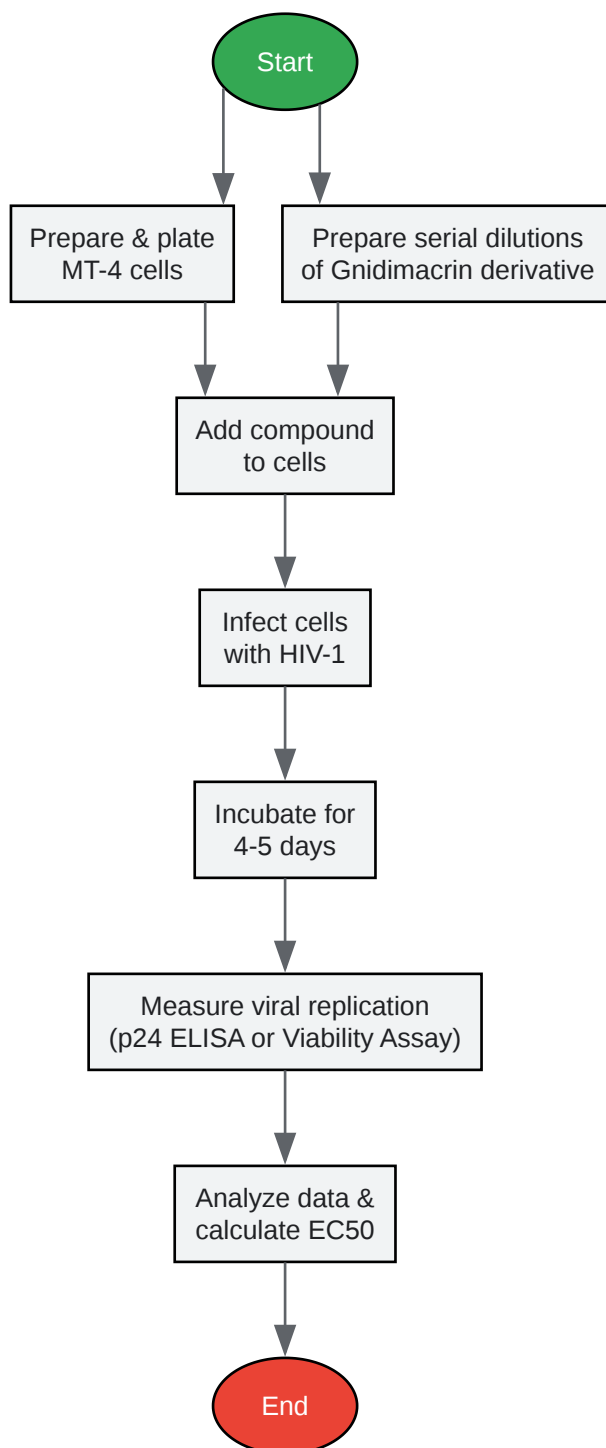 Start
Prepare & plate
MT-4 cells
Prepare serial dilutions
of Gnidimacrin derivative
Add compound
to cells
Infect cells
with HIV-1
Incubate for
4-5 days
Measure viral replication
(p24 ELISA or Viability Assay)
Analyze data &
calculate EC50
End